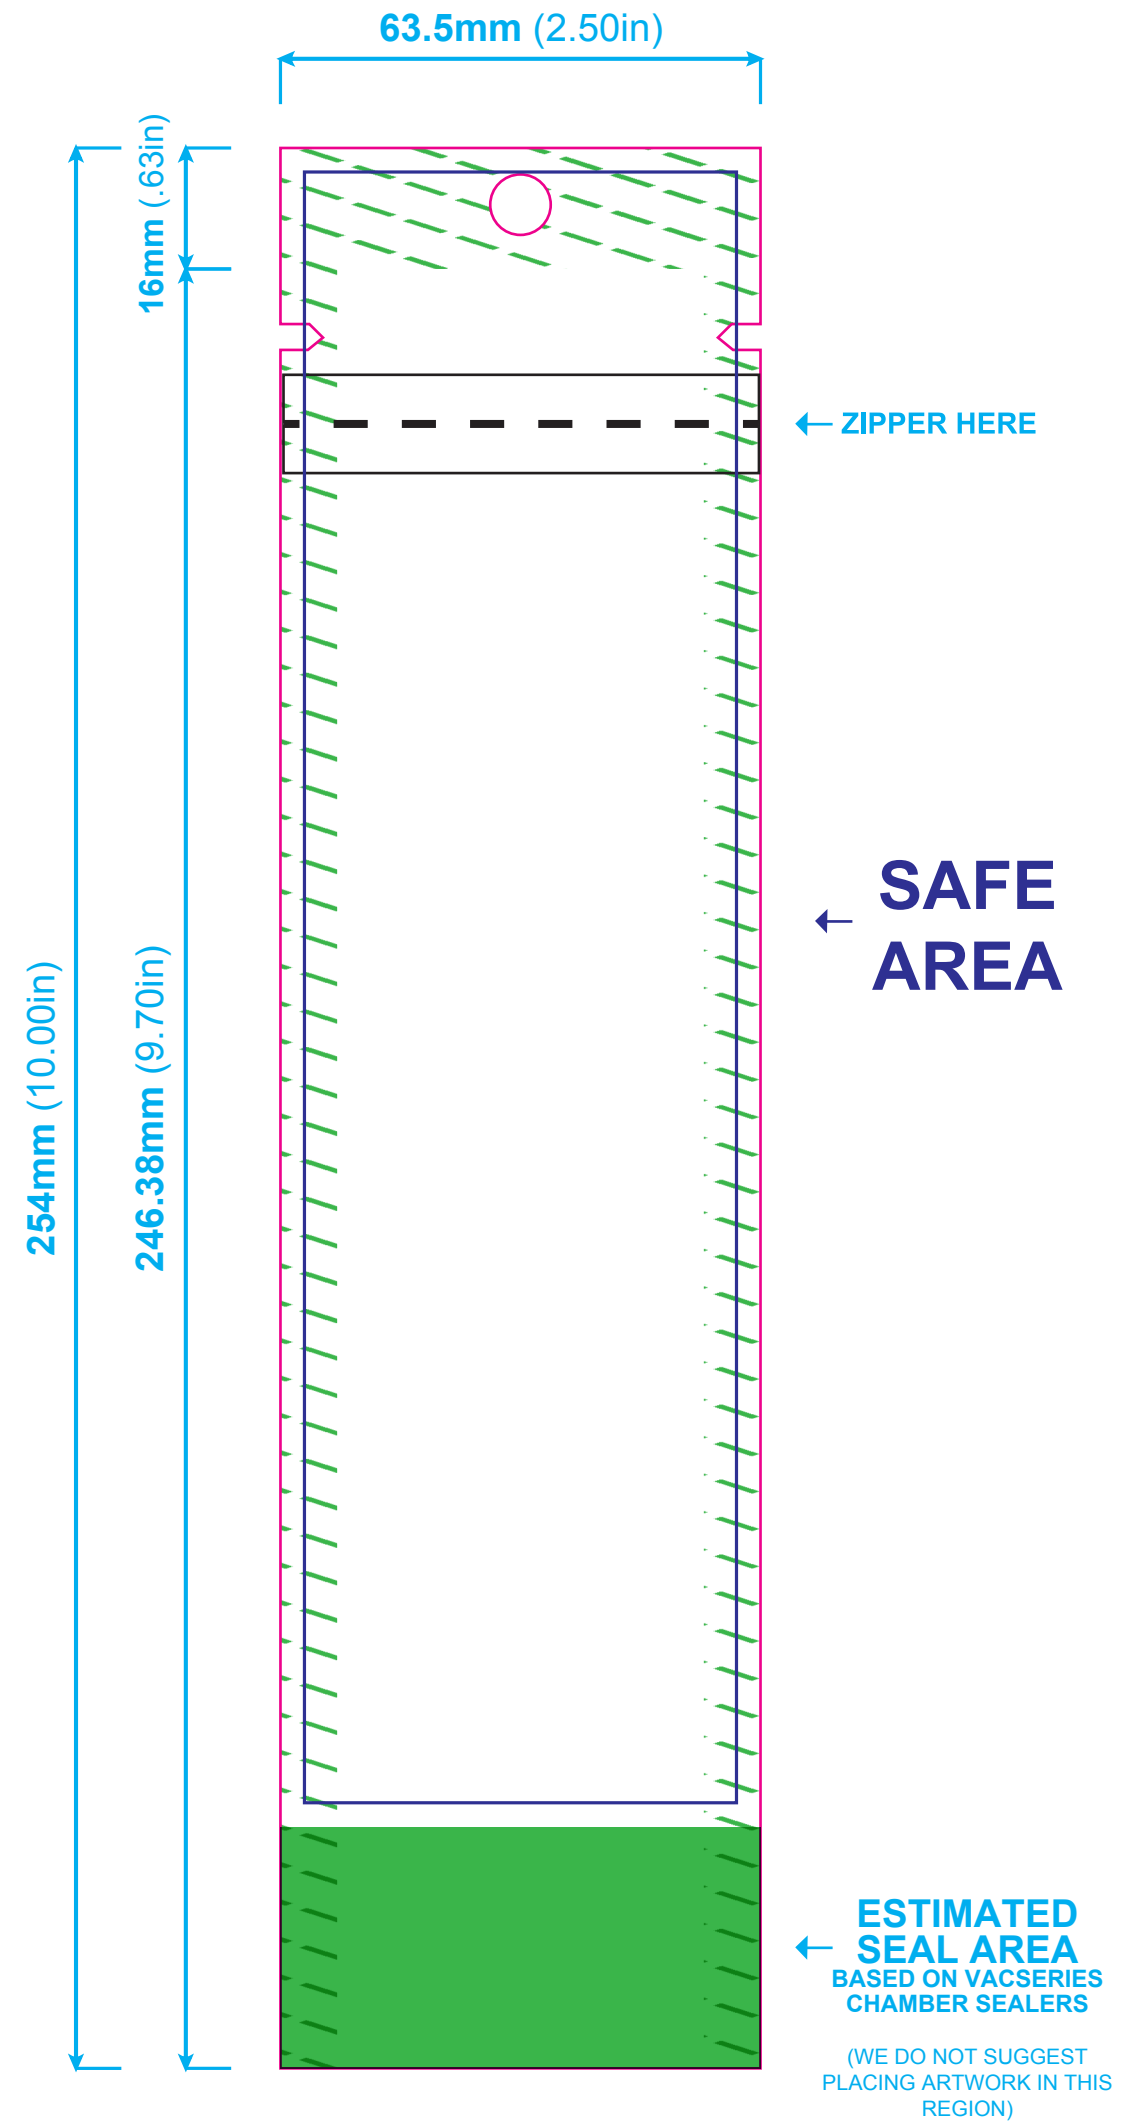 63.5mm (2.50in)
16mm (.63in)
ZIPPER HERE
SAFE
AREA
254mm (10.00in)
246.38mm (9.70in)
ESTIMATED
SEAL AREA
BASED ON VACSERIES
CHAMBER SEALERS
(WE DO NOT SUGGEST
PLACING ARTWORK IN THIS
REGION)